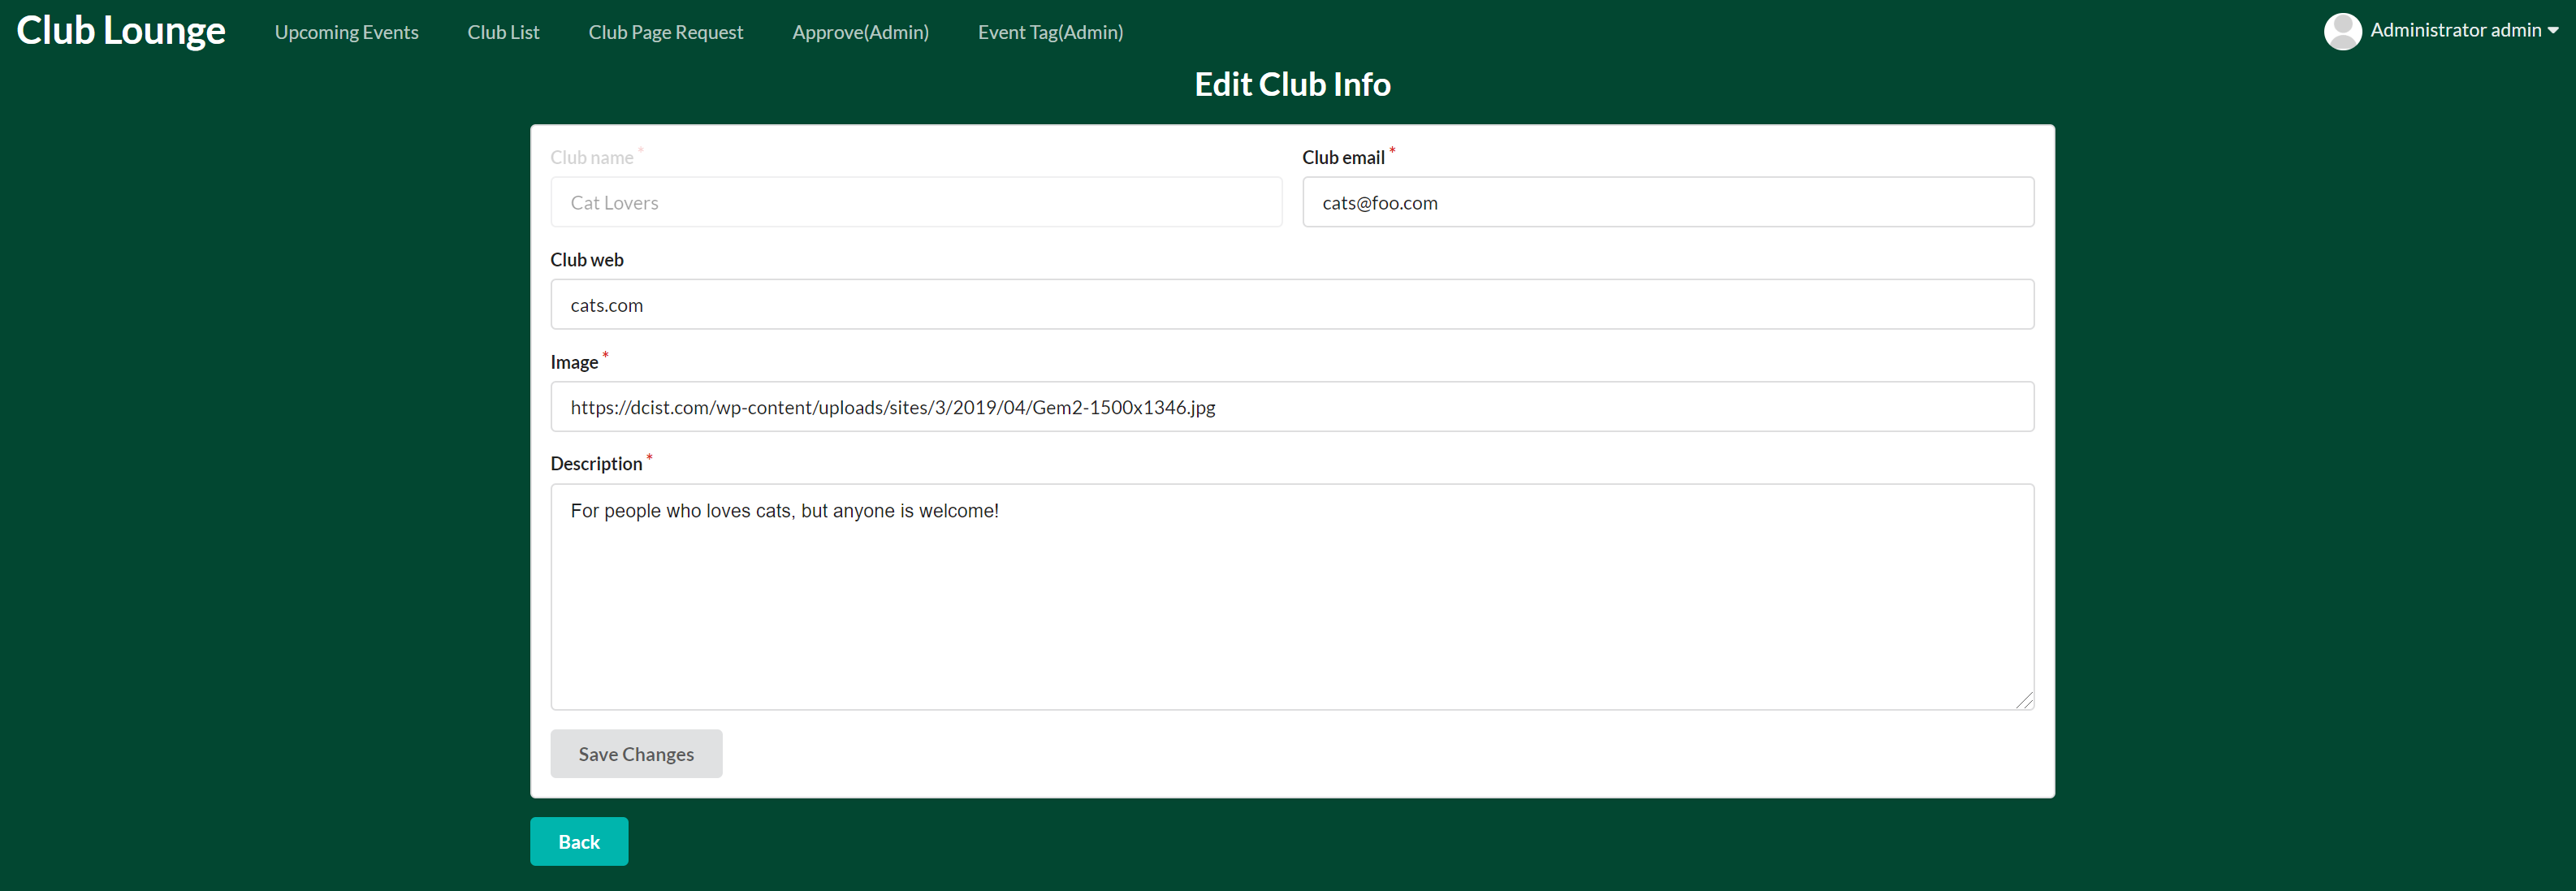 Club Lounge Upcoming Events Club List Club Page Request Approve(Admin) Event Tag(Admin) Administrator admin
Edit Club Info
Club name * Club email *
Cat Lovers cats@foo.com
Club web
cats.com
Image *
https://dcist.com/wp-content/uploads/sites/3/2019/04/Gem2-1500x1346.jpg
Description *
For people who loves cats, but anyone is welcome!
Save Changes
Back